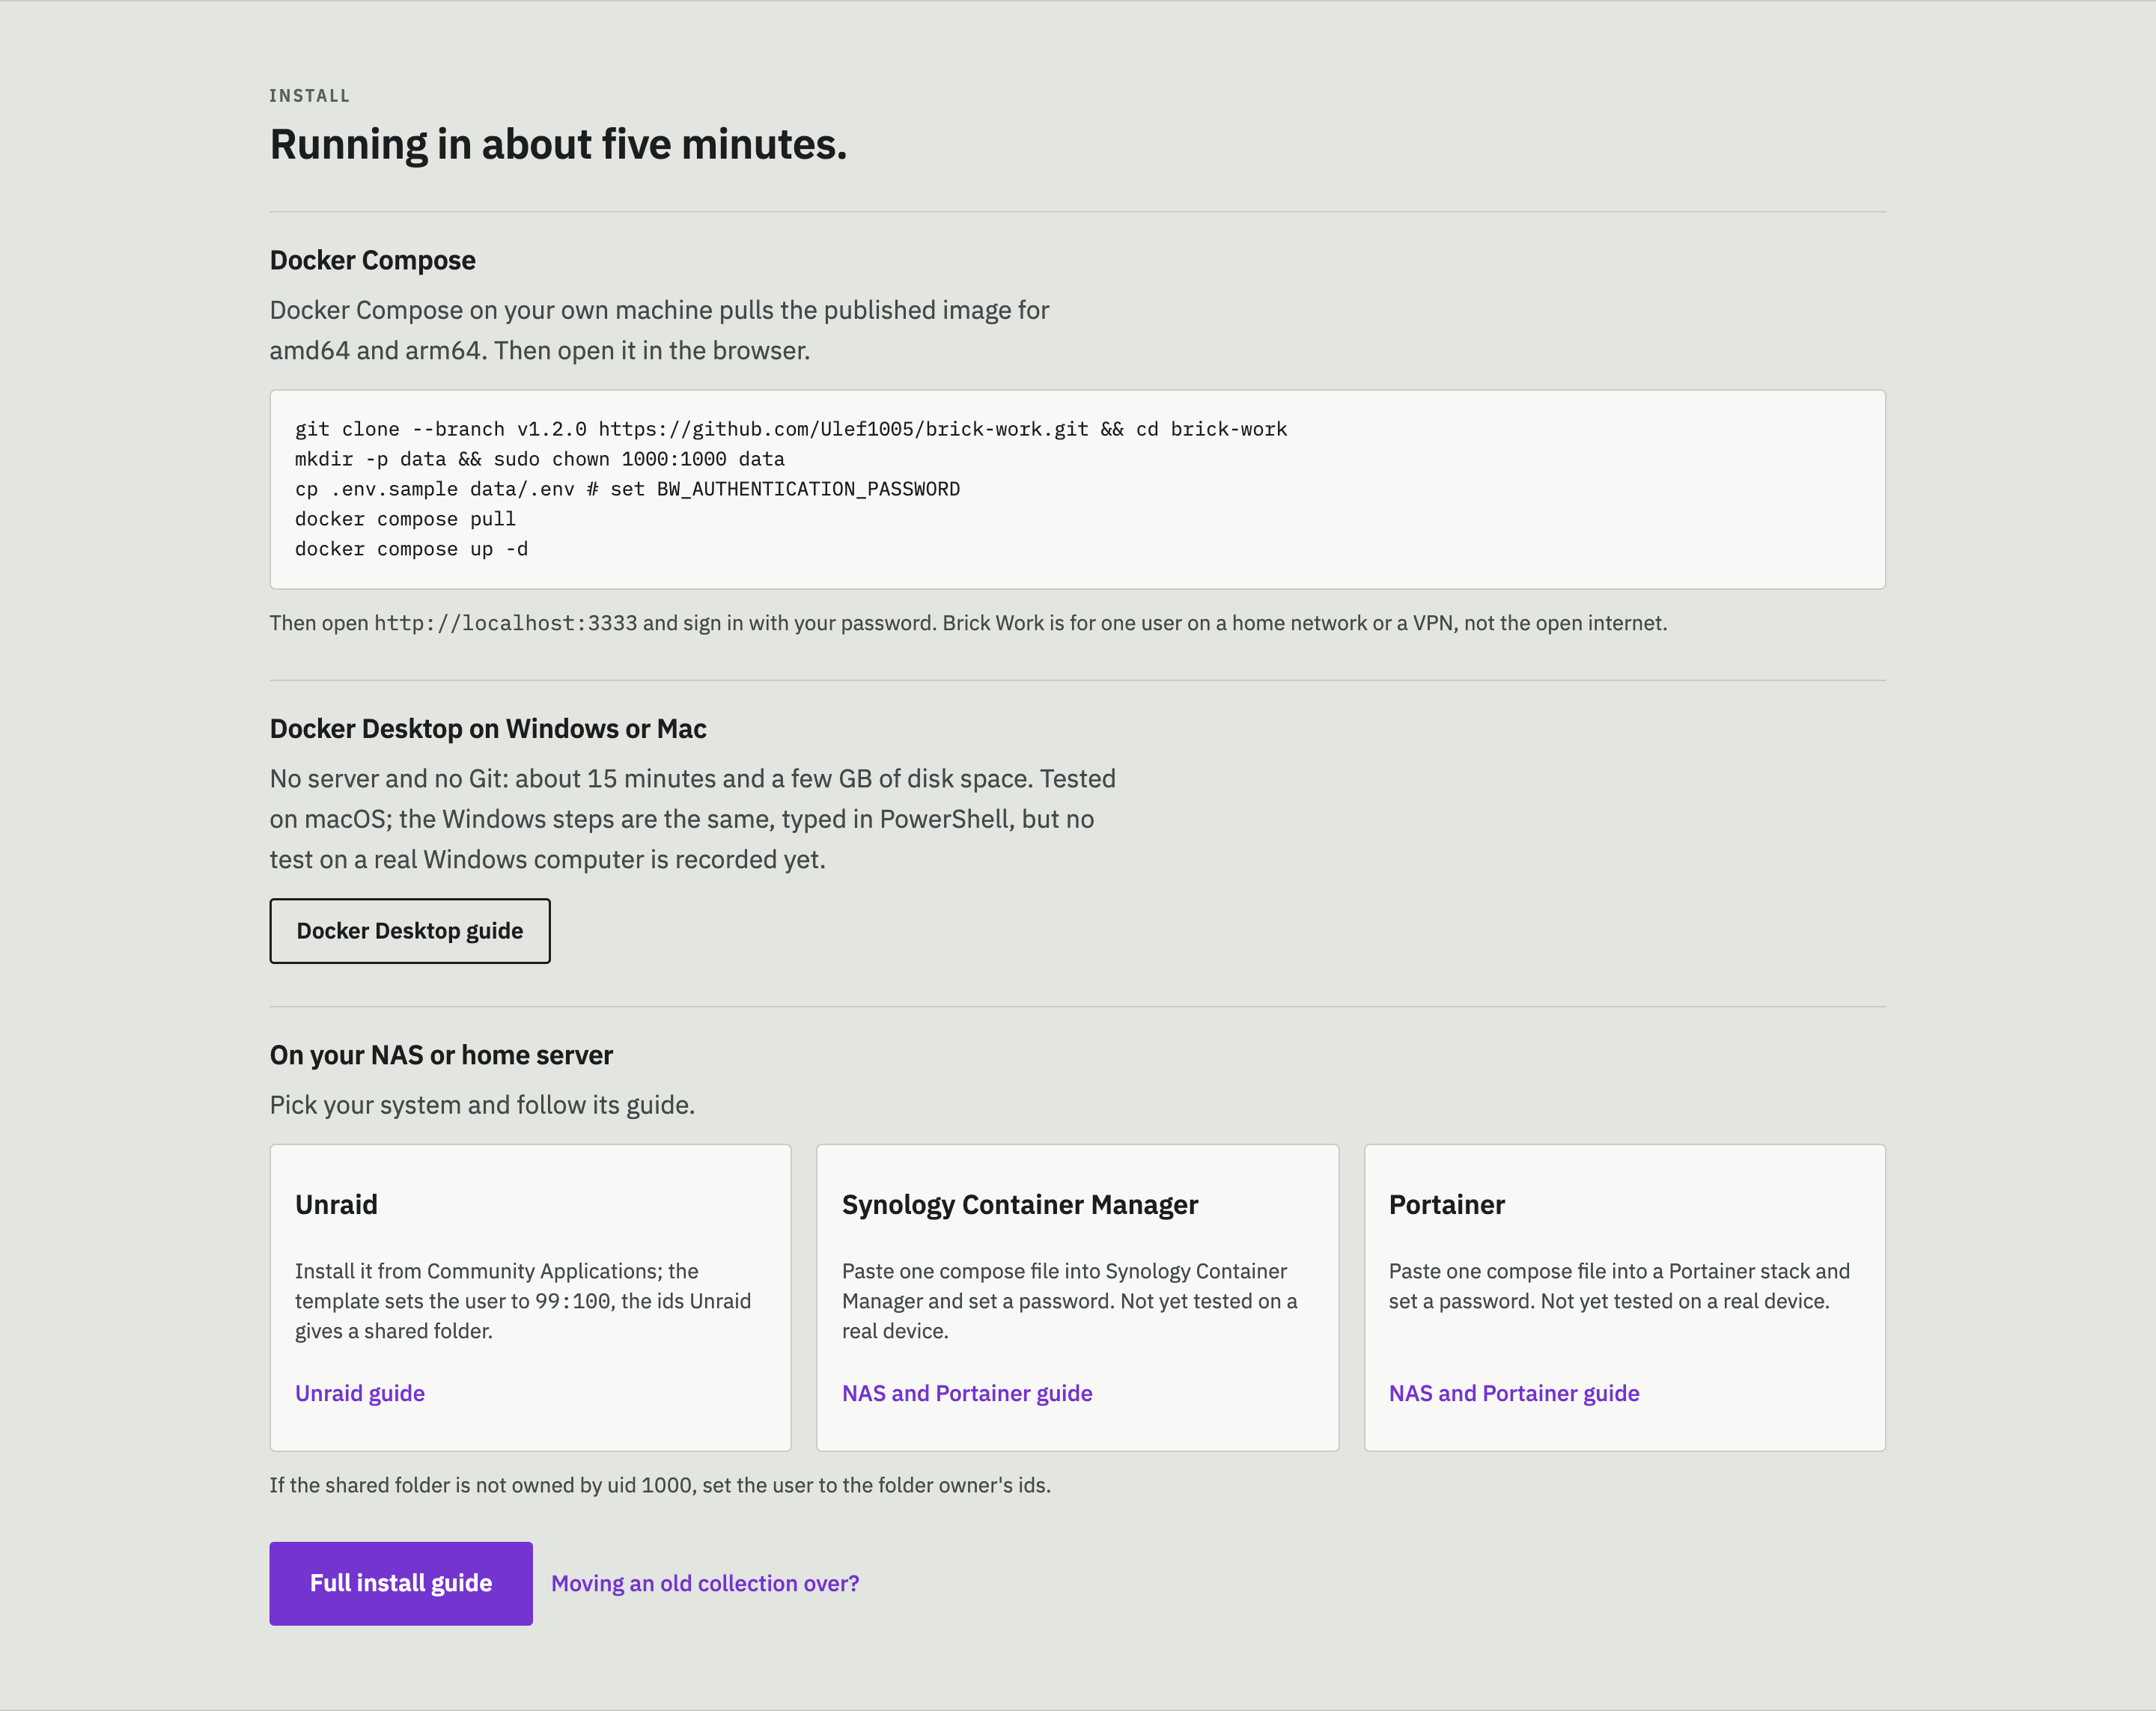 INSTALL
Running in about five minutes.
Docker Compose
Docker Compose on your own machine pulls the published image for
amd64 and arm64. Then open it in the browser.
git clone --branch v1.2.0 https://github.com/Ulef1005/brick-work.git && cd brick-work
mkdir -p data && sudo chown 1000:1000 data
cp .env.sample data/.env # set BW_AUTHENTICATION_PASSWORD
docker compose pull
docker compose up -d
Then open http://localhost:3333 and sign in with your password. Brick Work is for one user on a home network or a VPN, not the open internet.
Docker Desktop on Windows or Mac
No server and no Git: about 15 minutes and a few GB of disk space. Tested
on macOS; the Windows steps are the same, typed in PowerShell, but no
test on a real Windows computer is recorded yet.
Docker Desktop guide
On your NAS or home server
Pick your system and follow its guide.
Unraid
Install it from Community Applications; the
template sets the user to 99:100, the ids Unraid
gives a shared folder.
Unraid guide
Synology Container Manager
Paste one compose file into Synology Container
Manager and set a password. Not yet tested on a
real device.
NAS and Portainer guide
Portainer
Paste one compose file into a Portainer stack and
set a password. Not yet tested on a real device.
NAS and Portainer guide
If the shared folder is not owned by uid 1000, set the user to the folder owner's ids.
Full install guide
Moving an old collection over?